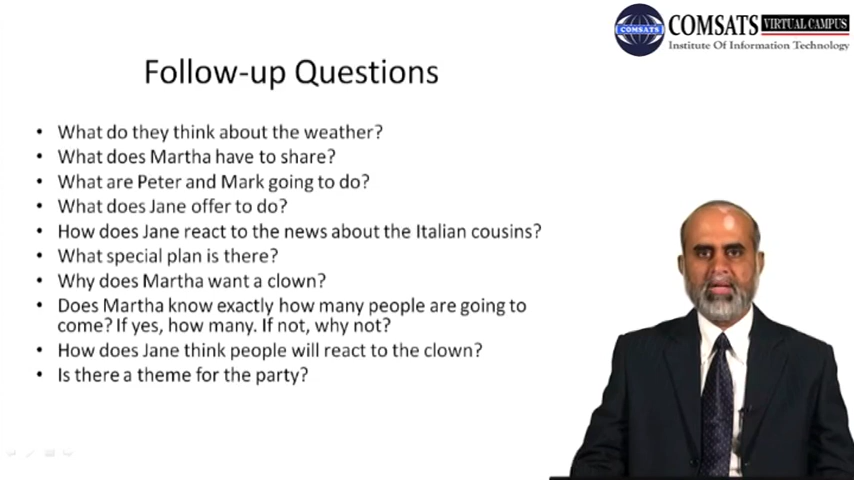 COMSATS VIRTUAL CAMPUS
COMSATS
Institute Of Information Technology
Follow-up Questions
• What do they think about the weather?
• What does Martha have to share?
• What are Peter and Mark going to do?
• What does Jane offer to do?
• How does Jane react to the news about the Italian cousins?
• What special plan is there?
• Why does Martha want a clown?
• Does Martha know exactly how many people are going to
come? If yes, how many. If not, why not?
• How does Jane think people will react to the clown?
• Is there a theme for the party?